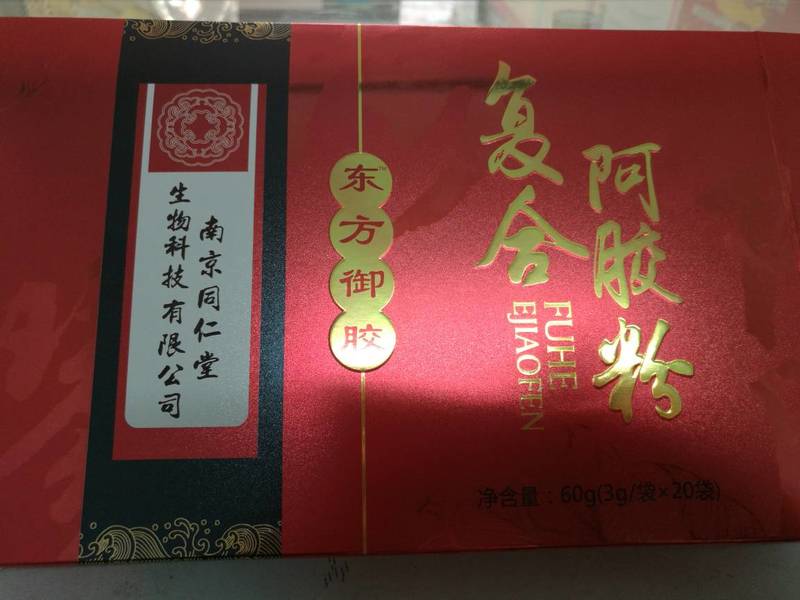 南京同仁堂
生物科技有限公司
东方御胶
TM
复合
阿胶粉
FUHE
EJIAOFEN
净含量：60g(3g/袋×20袋)